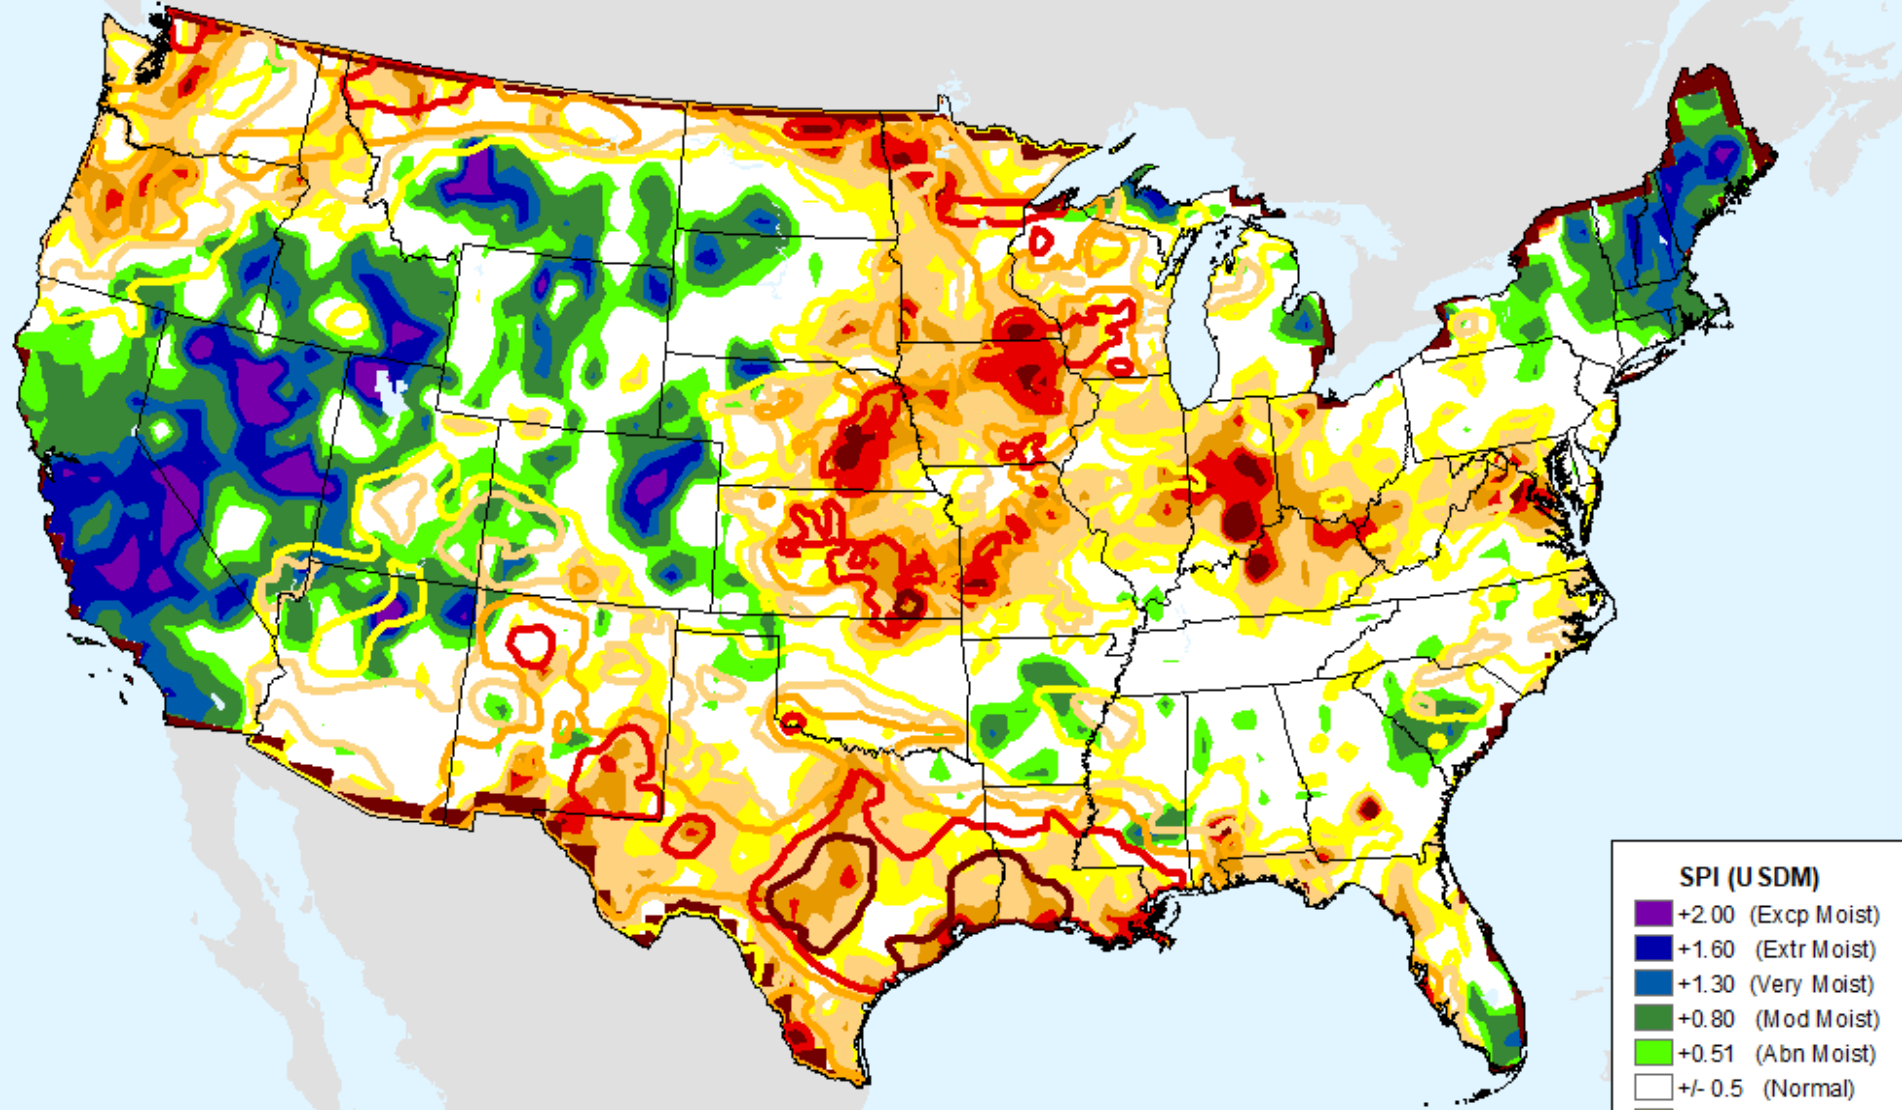 SPI (USDM)
+2.00 (Excp Moist)
+1.60 (Extr Moist)
+1.30 (Very Moist)
+0.80 (Mod Moist)
+0.51 (Abn Moist)
+/- 0.5 (Normal)